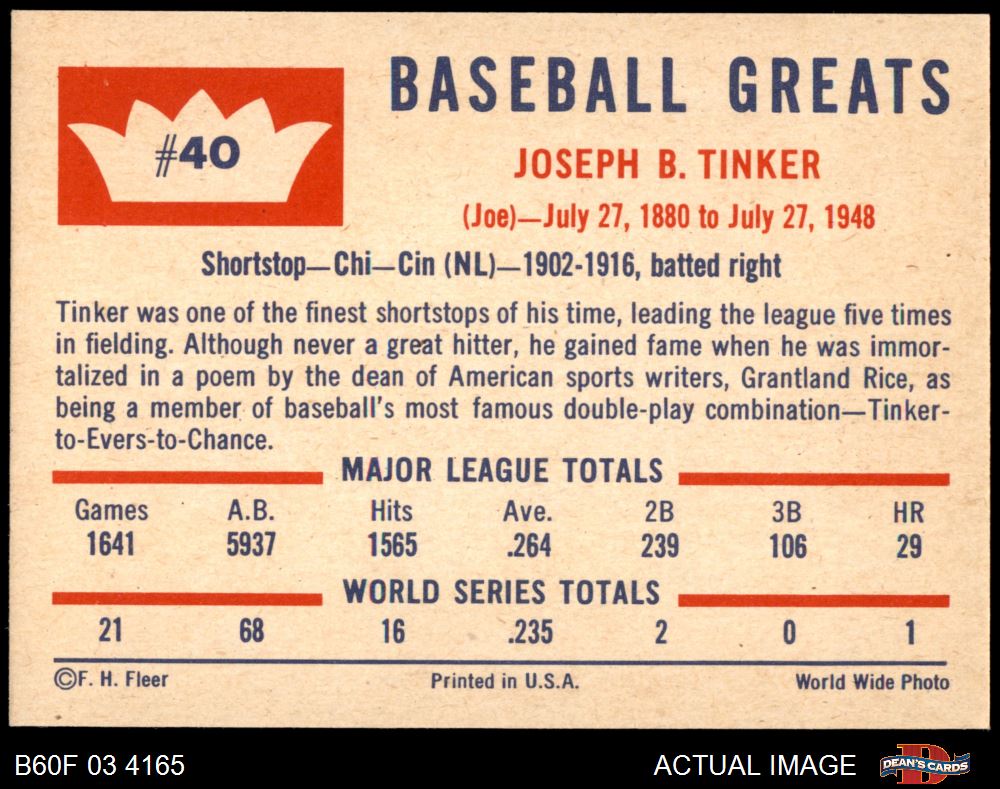 #40
BASEBALL GREATS
JOSEPH B. TINKER
(Joe)—July 27, 1880 to July 27, 1948
Shortstop—Chi—Cin (NL)—1902-1916, batted right
Tinker was one of the finest shortstops of his time, leading the league five times
in fielding. Although never a great hitter, he gained fame when he was immor-
talized in a poem by the dean of American sports writers, Grantland Rice, as
being a member of baseball's most famous double-play combination—Tinker-
to-Evers-to-Chance.
MAJOR LEAGUE TOTALS
Games A.B. Hits Ave. 2B 3B HR
1641 5937 1565 .264 239 106 29
WORLD SERIES TOTALS
21 68 16 .235 2 0 1
©F. H. Fleer Printed in U.S.A. World Wide Photo
B60F 03 4165 ACTUAL IMAGE DEAN'S CARDS